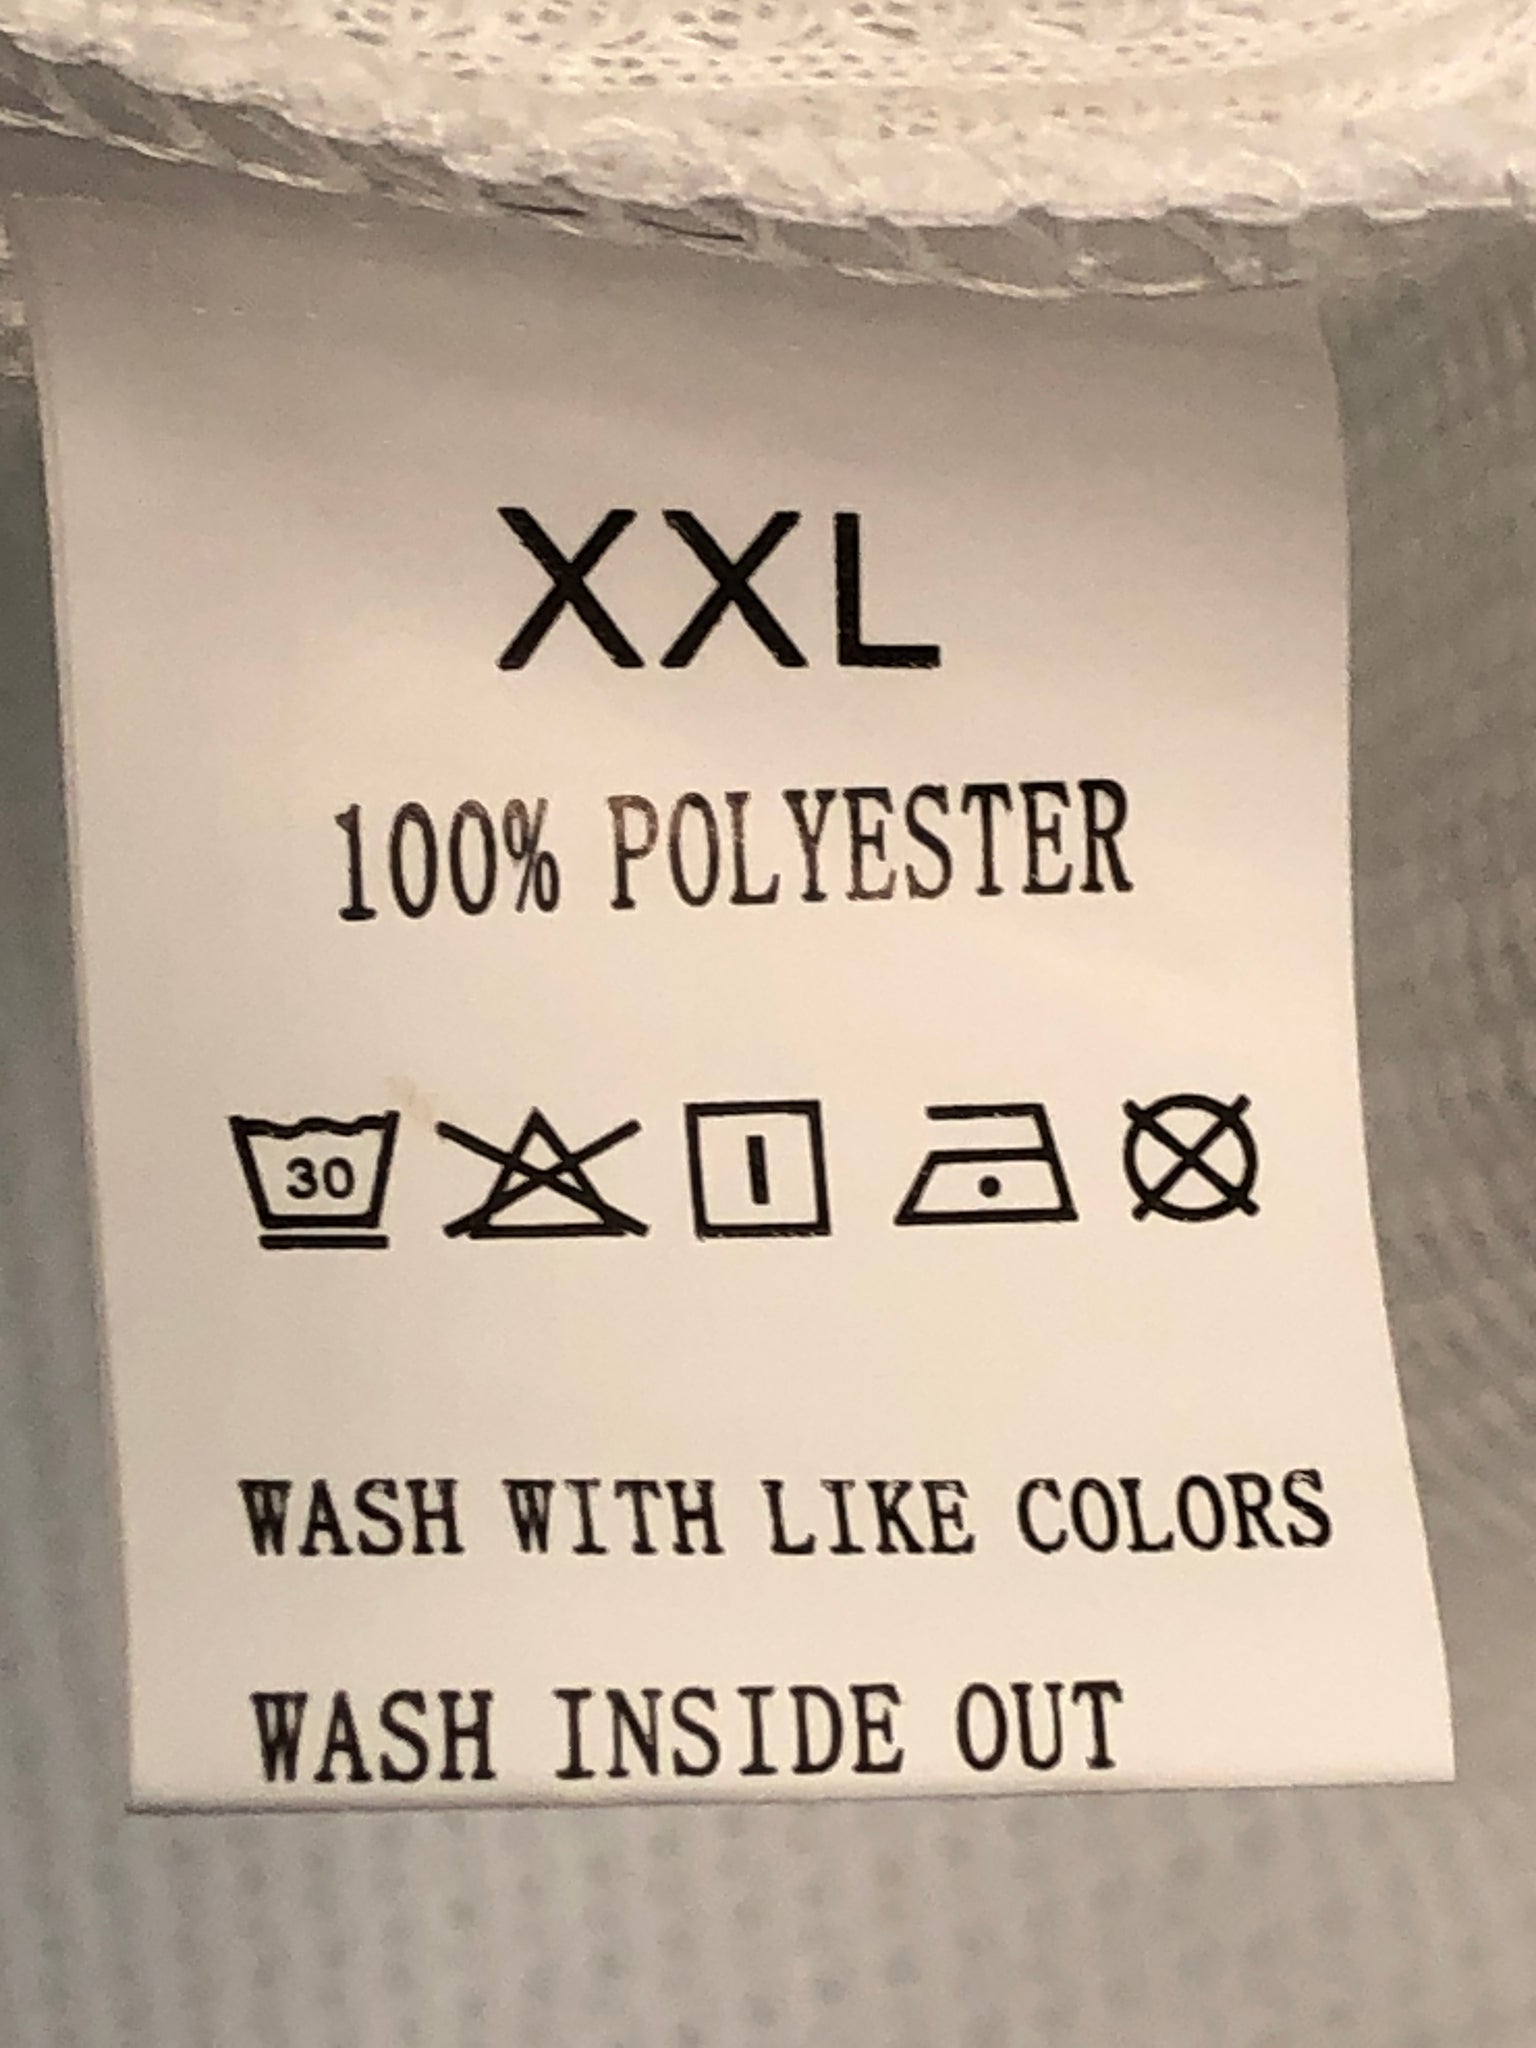 XXL
100% POLYESTER
30
WASH WITH LIKE COLORS
WASH INSIDE OUT